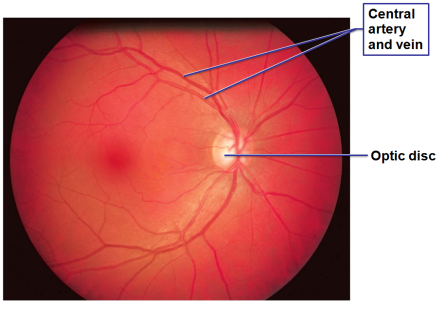 Central
artery
and vein
Optic disc